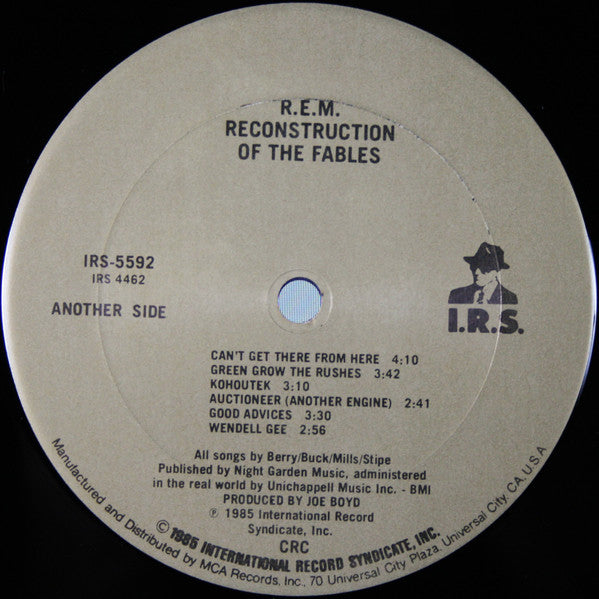 R.E.M.
RECONSTRUCTION
OF THE FABLES
IRS-5592
IRS 4462
ANOTHER SIDE
I.R.S.
CAN'T GET THERE FROM HERE 4:10
GREEN GROW THE RUSHES 3:42
KOHOUTEK 3:10
AUCTIONEER (ANOTHER ENGINE) 2:41
GOOD ADVICES 3:30
WENDELL GEE 2:56
All songs by Berry/Buck/Mills/Stipe
Published by Night Garden Music, administered
in the real world by Unichappell Music Inc. - BMI
PRODUCED BY JOE BOYD
℗ 1985 International Record
Syndicate, Inc.
CRC
© 1985 INTERNATIONAL RECORD SYNDICATE, INC.
Manufactured and Distributed by MCA Records, Inc., 70 Universal City Plaza, Universal City, CA. U.S.A